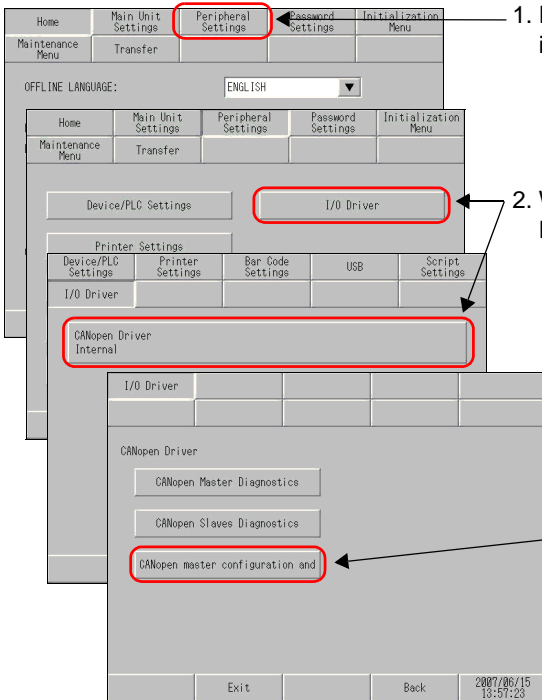 Home
Main Unit Settings
Peripheral Settings
Password Settings
Initialization Menu
Maintenance Menu
Transfer
1.
OFFLINE LANGUAGE:
ENGLISH
Home
Main Unit Settings
Peripheral Settings
Password Settings
Initialization Menu
Maintenance Menu
Transfer
Device/PLC Settings
I/O Driver
2.
Printer Settings
Device/PLC Settings
Printer Settings
Bar Code Settings
USB
Script Settings
I/O Driver
CANopen Driver
Internal
I/O Driver
CANopen Driver
CANopen Master Diagnostics
CANopen Slaves Diagnostics
CANopen master configuration and
Exit
Back
2007/06/15
13:57:23